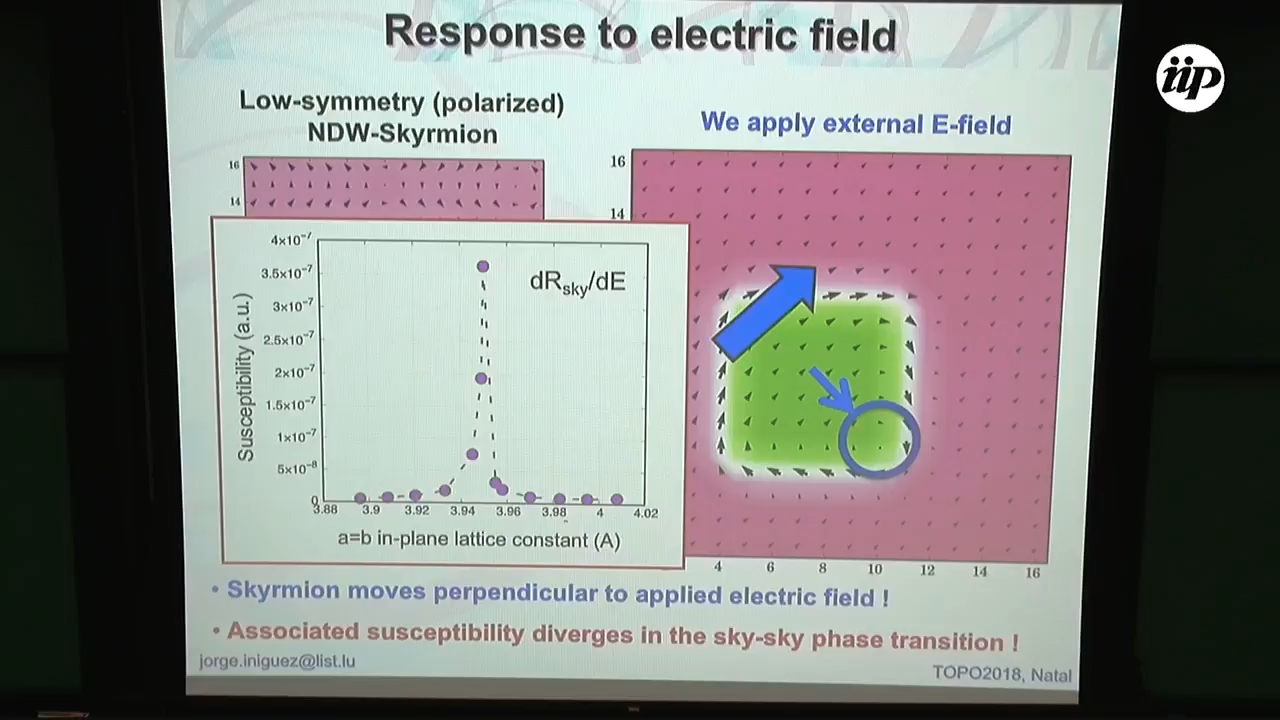 Response to electric field
iip
Low-symmetry (polarized)
NDW-Skyrmion
We apply external E-field
16
14
16
14
4×10⁻⁷
3.5×10⁻⁷
3×10⁻⁷
2.5×10⁻⁷
2×10⁻⁷
1.5×10⁻⁷
1×10⁻⁷
5×10⁻⁸
0
Susceptibility (a.u.)
dRsky/dE
3.88 3.9 3.92 3.94 3.96 3.98 4 4.02
a=b in-plane lattice constant (A)
4 6 8 10 12 14 16
• Skyrmion moves perpendicular to applied electric field !
• Associated susceptibility diverges in the sky-sky phase transition !
jorge.iniguez@list.lu
TOPO2018, Natal